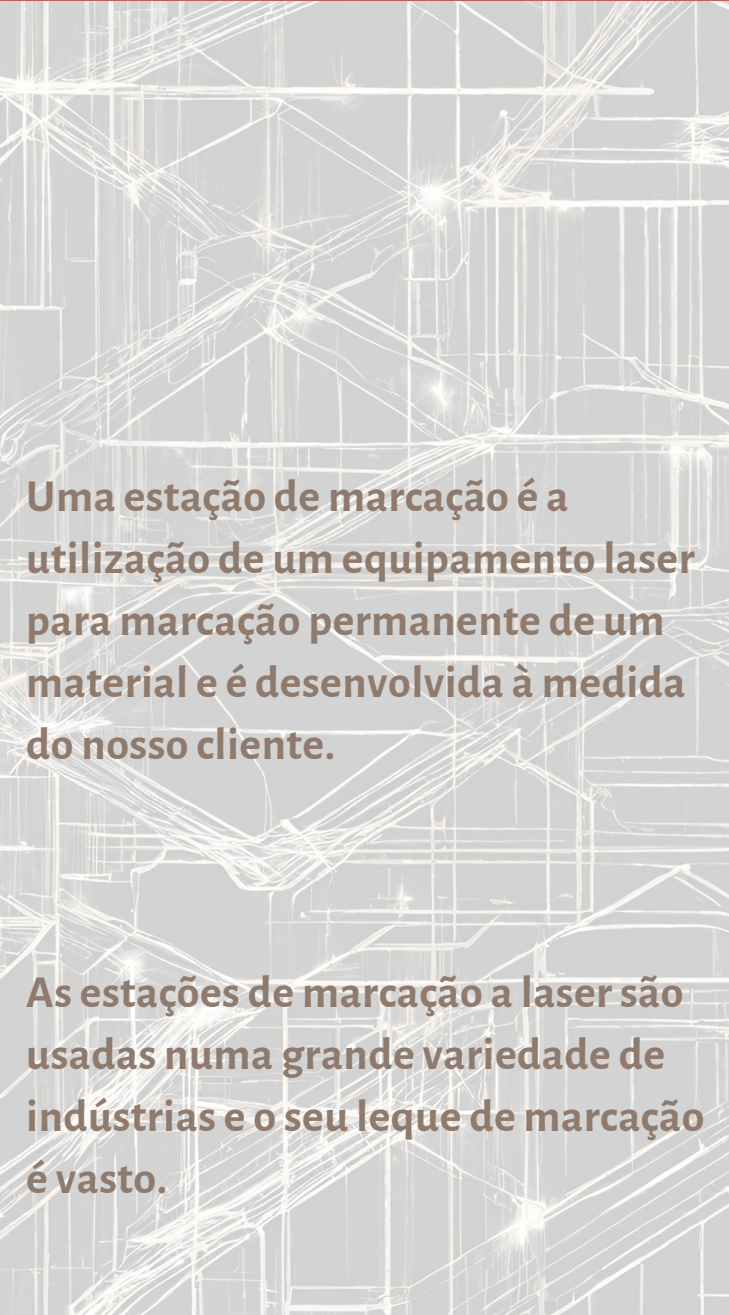 Uma estação de marcação é a
utilização de um equipamento laser
para marcação permanente de um
material e é desenvolvida à medida
do nosso cliente.
As estações de marcação a laser são
usadas numa grande variedade de
indústrias e o seu leque de marcação
é vasto.